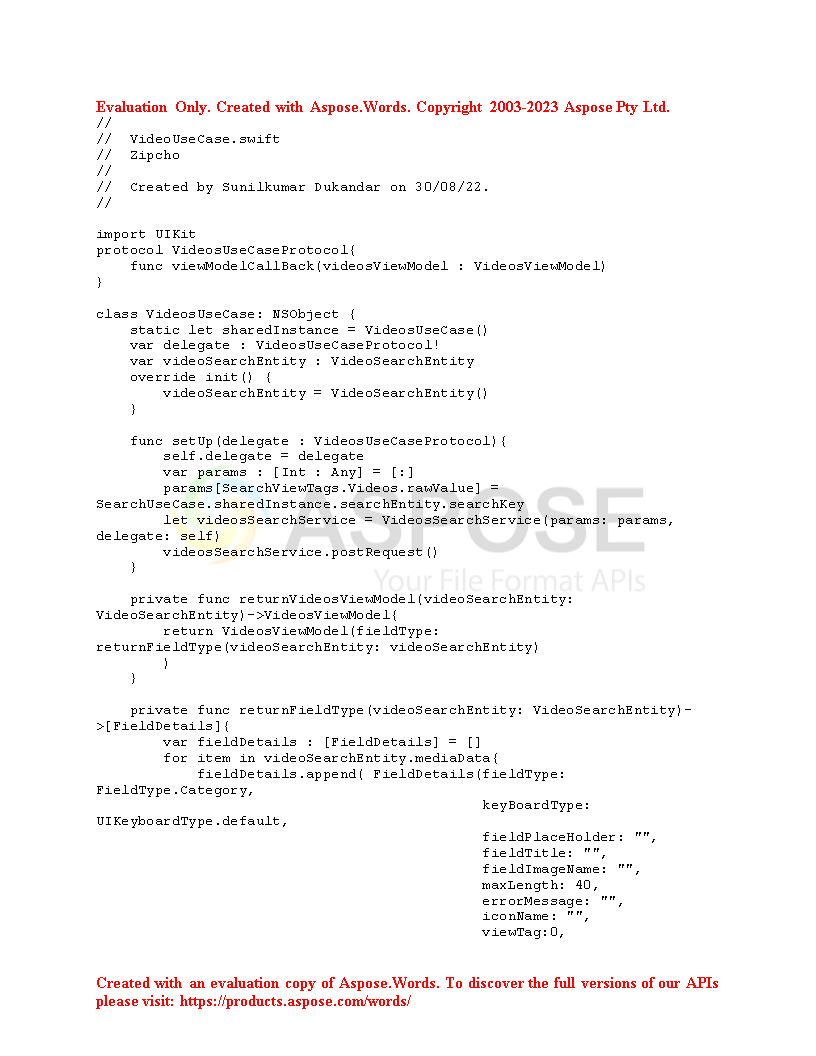 Evaluation Only. Created with Aspose.Words. Copyright 2003-2023 Aspose Pty Ltd.
//
//  VideoUseCase.swift
//  Zipcho
//
//  Created by Sunilkumar Dukandar on 30/08/22.
//

import UIKit
protocol VideosUseCaseProtocol{
    func viewModelCallBack(videosViewModel : VideosViewModel)
}

class VideosUseCase: NSObject {
    static let sharedInstance = VideosUseCase()
    var delegate : VideosUseCaseProtocol!
    var videoSearchEntity : VideoSearchEntity
    override init() {
        videoSearchEntity = VideoSearchEntity()
    }

    func setUp(delegate : VideosUseCaseProtocol){
        self.delegate = delegate
        var params : [Int : Any] = [:]
        params[SearchViewTags.Videos.rawValue] =
SearchUseCase.sharedInstance.searchEntity.searchKey
        let videosSearchService = VideosSearchService(params: params,
delegate: self)
        videosSearchService.postRequest()
    }
ASPOSE
Your File Format APIs

    private func returnVideosViewModel(videoSearchEntity:
VideoSearchEntity)->VideosViewModel{
        return VideosViewModel(fieldType:
returnFieldType(videoSearchEntity: videoSearchEntity)
        )
    }

    private func returnFieldType(videoSearchEntity: VideoSearchEntity)-
>[FieldDetails]{
        var fieldDetails : [FieldDetails] = []
        for item in videoSearchEntity.mediaData{
            fieldDetails.append( FieldDetails(fieldType:
FieldType.Category,
                                              keyBoardType:
UIKeyboardType.default,
                                              fieldPlaceHolder: "",
                                              fieldTitle: "",
                                              fieldImageName: "",
                                              maxLength: 40,
                                              errorMessage: "",
                                              iconName: "",
                                              viewTag:0,

Created with an evaluation copy of Aspose.Words. To discover the full versions of our APIs
please visit: https://products.aspose.com/words/